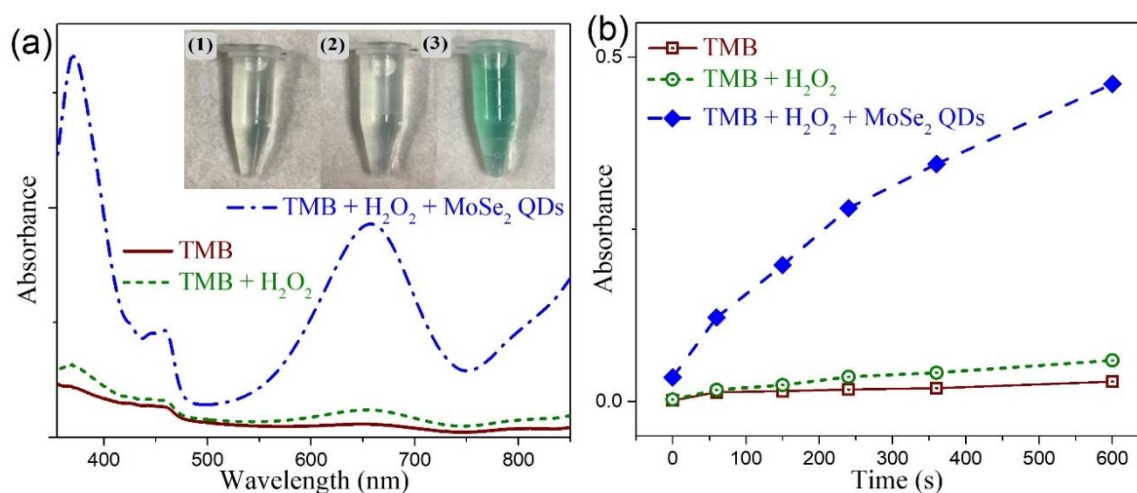 (a)
(1) (2) (3)
TMB + H₂O₂ + MoSe₂ QDs
TMB
TMB + H₂O₂
Absorbance
400 500 600 700 800
Wavelength (nm)
(b)
0.5
TMB
TMB + H₂O₂
TMB + H₂O₂ + MoSe₂ QDs
Absorbance
0.0
0 100 200 300 400 500 600
Time (s)